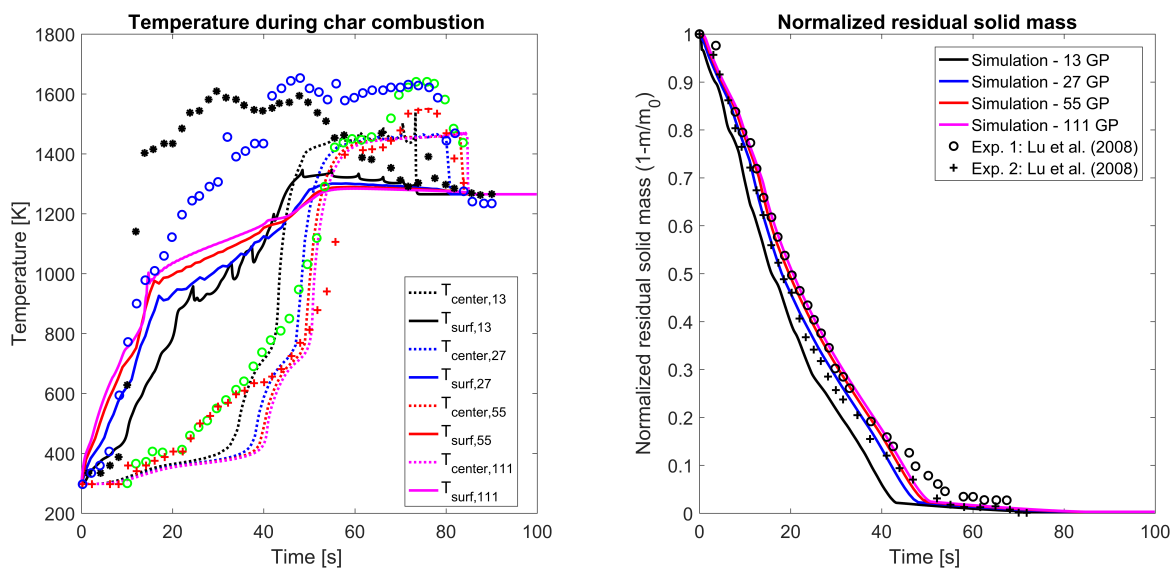 Temperature during char combustion
Temperature [K]
1800
1600
1400
1200
1000
800
600
400
200
T_center,13
T_surf,13
T_center,27
T_surf,27
T_center,55
T_surf,55
T_center,111
T_surf,111
0
20
40
60
80
100
Time [s]
Normalized residual solid mass
Normalized residual solid mass (1-m/m_0)
1
0.9
0.8
0.7
0.6
0.5
0.4
0.3
0.2
0.1
0
Simulation - 13 GP
Simulation - 27 GP
Simulation - 55 GP
Simulation - 111 GP
Exp. 1: Lu et al. (2008)
Exp. 2: Lu et al. (2008)
0
20
40
60
80
100
Time [s]